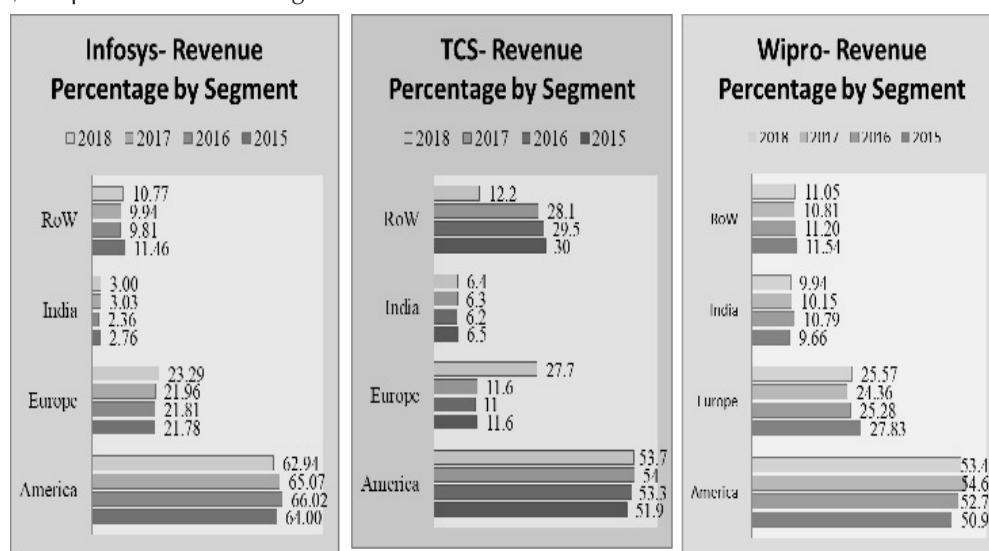 Infosys- Revenue
Percentage by Segment
2018 2017 2016 2015
RoW
10.77
9.94
9.81
11.46
India
3.00
3.03
2.36
2.76
Europe
23.29
21.96
21.81
21.78
America
62.94
65.07
66.02
64.00
TCS- Revenue
Percentage by Segment
2018 2017 2016 2015
RoW
12.2
28.1
29.5
30
India
6.4
6.3
6.2
6.5
Europe
27.7
11.6
11
11.6
America
53.7
54
53.3
51.9
Wipro- Revenue
Percentage by Segment
2018 2017 2016 2015
RoW
11.05
10.81
11.20
11.54
India
9.94
10.15
10.79
9.66
Europe
25.57
24.36
25.28
27.83
America
53.4
54.6
52.7
50.9